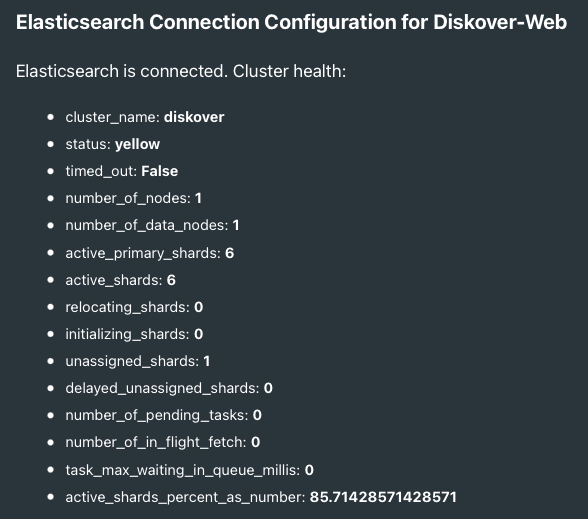 Elasticsearch Connection Configuration for Diskover-Web
Elasticsearch is connected. Cluster health:
• cluster_name: diskover
• status: yellow
• timed_out: False
• number_of_nodes: 1
• number_of_data_nodes: 1
• active_primary_shards: 6
• active_shards: 6
• relocating_shards: 0
• initializing_shards: 0
• unassigned_shards: 1
• delayed_unassigned_shards: 0
• number_of_pending_tasks: 0
• number_of_in_flight_fetch: 0
• task_max_waiting_in_queue_millis: 0
• active_shards_percent_as_number: 85.71428571428571